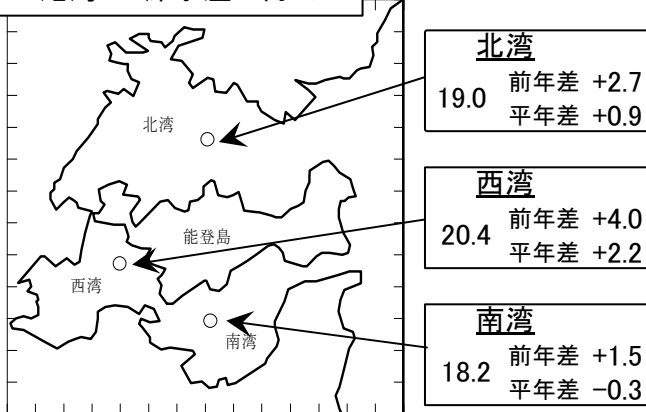 北湾
能登島
西湾
南湾
北湾
19.0 前年差 +2.7
平年差 +0.9
西湾
20.4 前年差 +4.0
平年差 +2.2
南湾
18.2 前年差 +1.5
平年差 -0.3